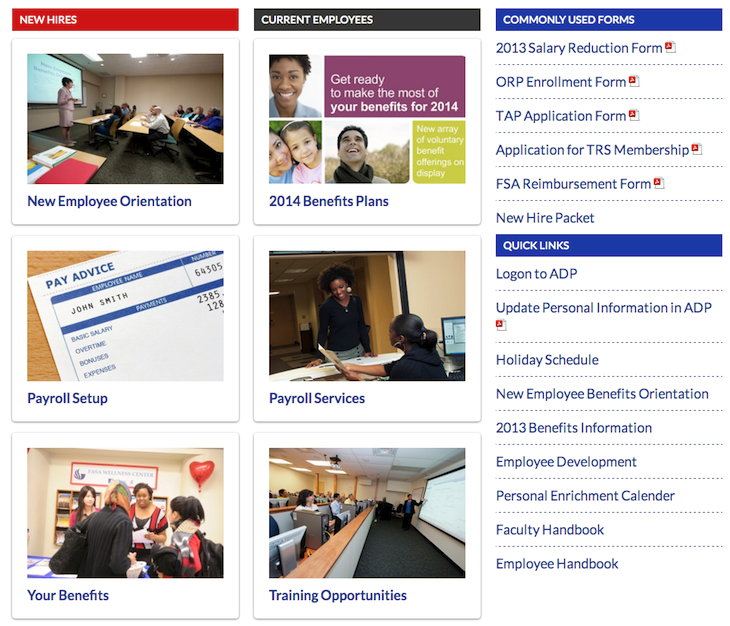 NEW HIRES
New Employee Orientation
PAY ADVICE
EMPLOYEE NAME
NUMBER
JOHN SMITH
64305
PAYMENTS
2385.
128
BASIC SALARY
OVERTIME
BONUSES
EXPENSES
Payroll Setup
EASA WELLNESS CENTER
Your Benefits
CURRENT EMPLOYEES
Get ready
to make the most of
your benefits for 2014
New array
of voluntary
benefit
offerings on
display
2014 Benefits Plans
Payroll Services
Training Opportunities
COMMONLY USED FORMS
2013 Salary Reduction Form
ORP Enrollment Form
TAP Application Form
Application for TRS Membership
FSA Reimbursement Form
New Hire Packet
QUICK LINKS
Logon to ADP
Update Personal Information in ADP
Holiday Schedule
New Employee Benefits Orientation
2013 Benefits Information
Employee Development
Personal Enrichment Calender
Faculty Handbook
Employee Handbook